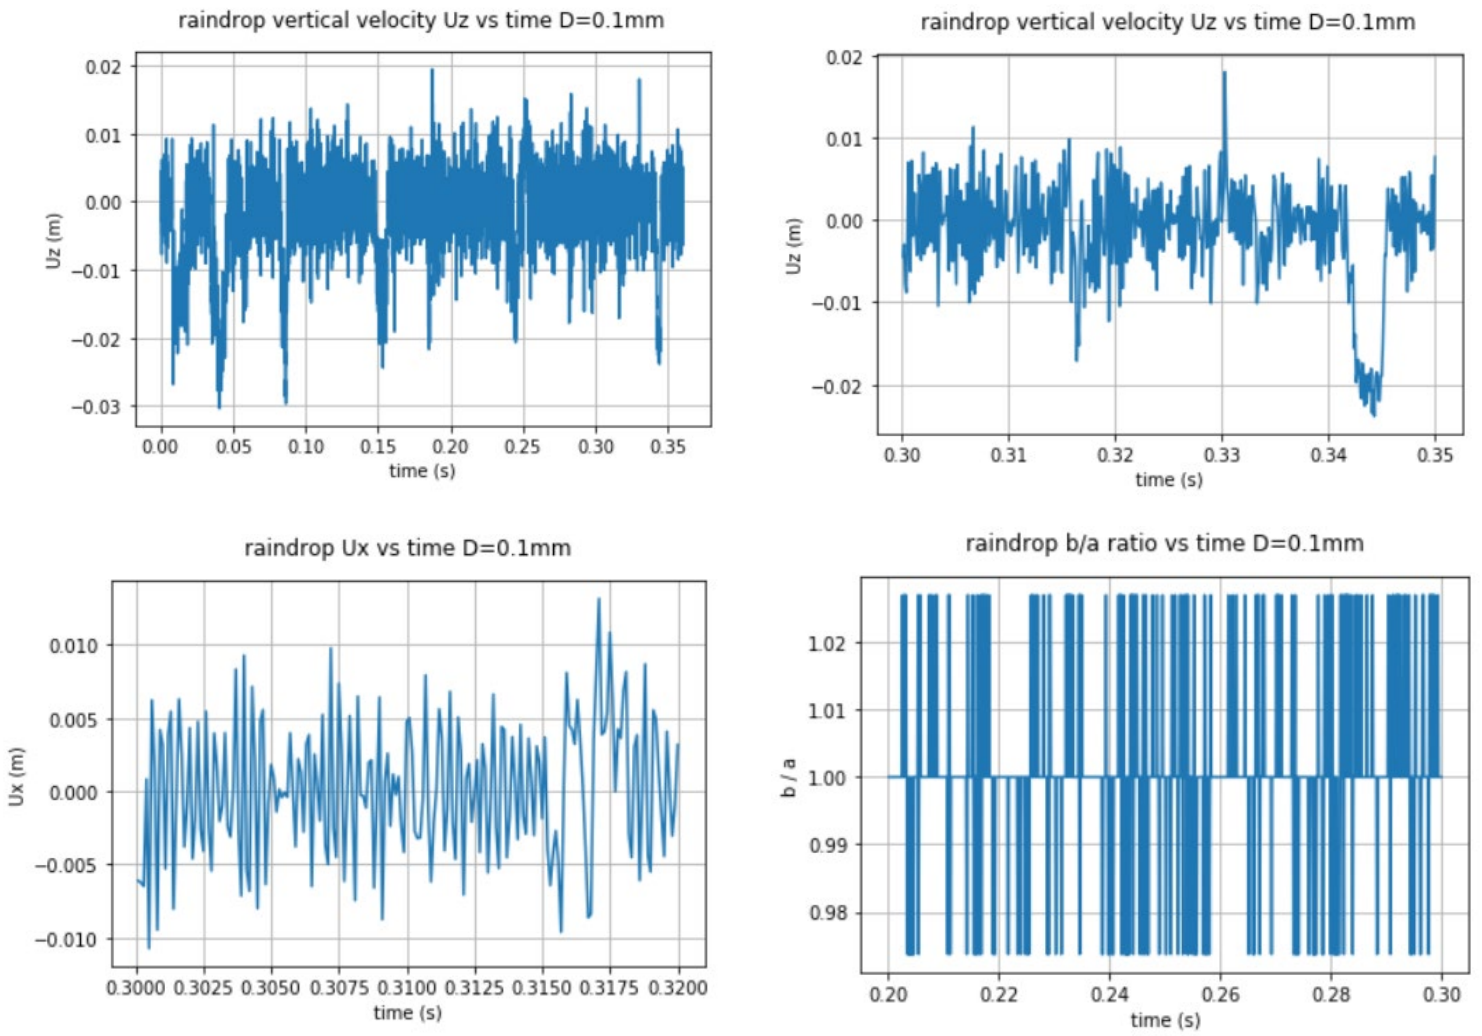 raindrop vertical velocity Uz vs time D=0.1mm
0.02
0.01
0.00
−0.01
−0.02
−0.03
Uz (m)
0.00 0.05 0.10 0.15 0.20 0.25 0.30 0.35
time (s)
raindrop vertical velocity Uz vs time D=0.1mm
0.02
0.01
0.00
−0.01
−0.02
Uz (m)
0.30 0.31 0.32 0.33 0.34 0.35
time (s)
raindrop Ux vs time D=0.1mm
0.010
0.005
0.000
−0.005
−0.010
Ux (m)
0.3000 0.3025 0.3050 0.3075 0.3100 0.3125 0.3150 0.3175 0.3200
time (s)
raindrop b/a ratio vs time D=0.1mm
1.02
1.01
1.00
0.99
0.98
b / a
0.20 0.22 0.24 0.26 0.28 0.30
time (s)